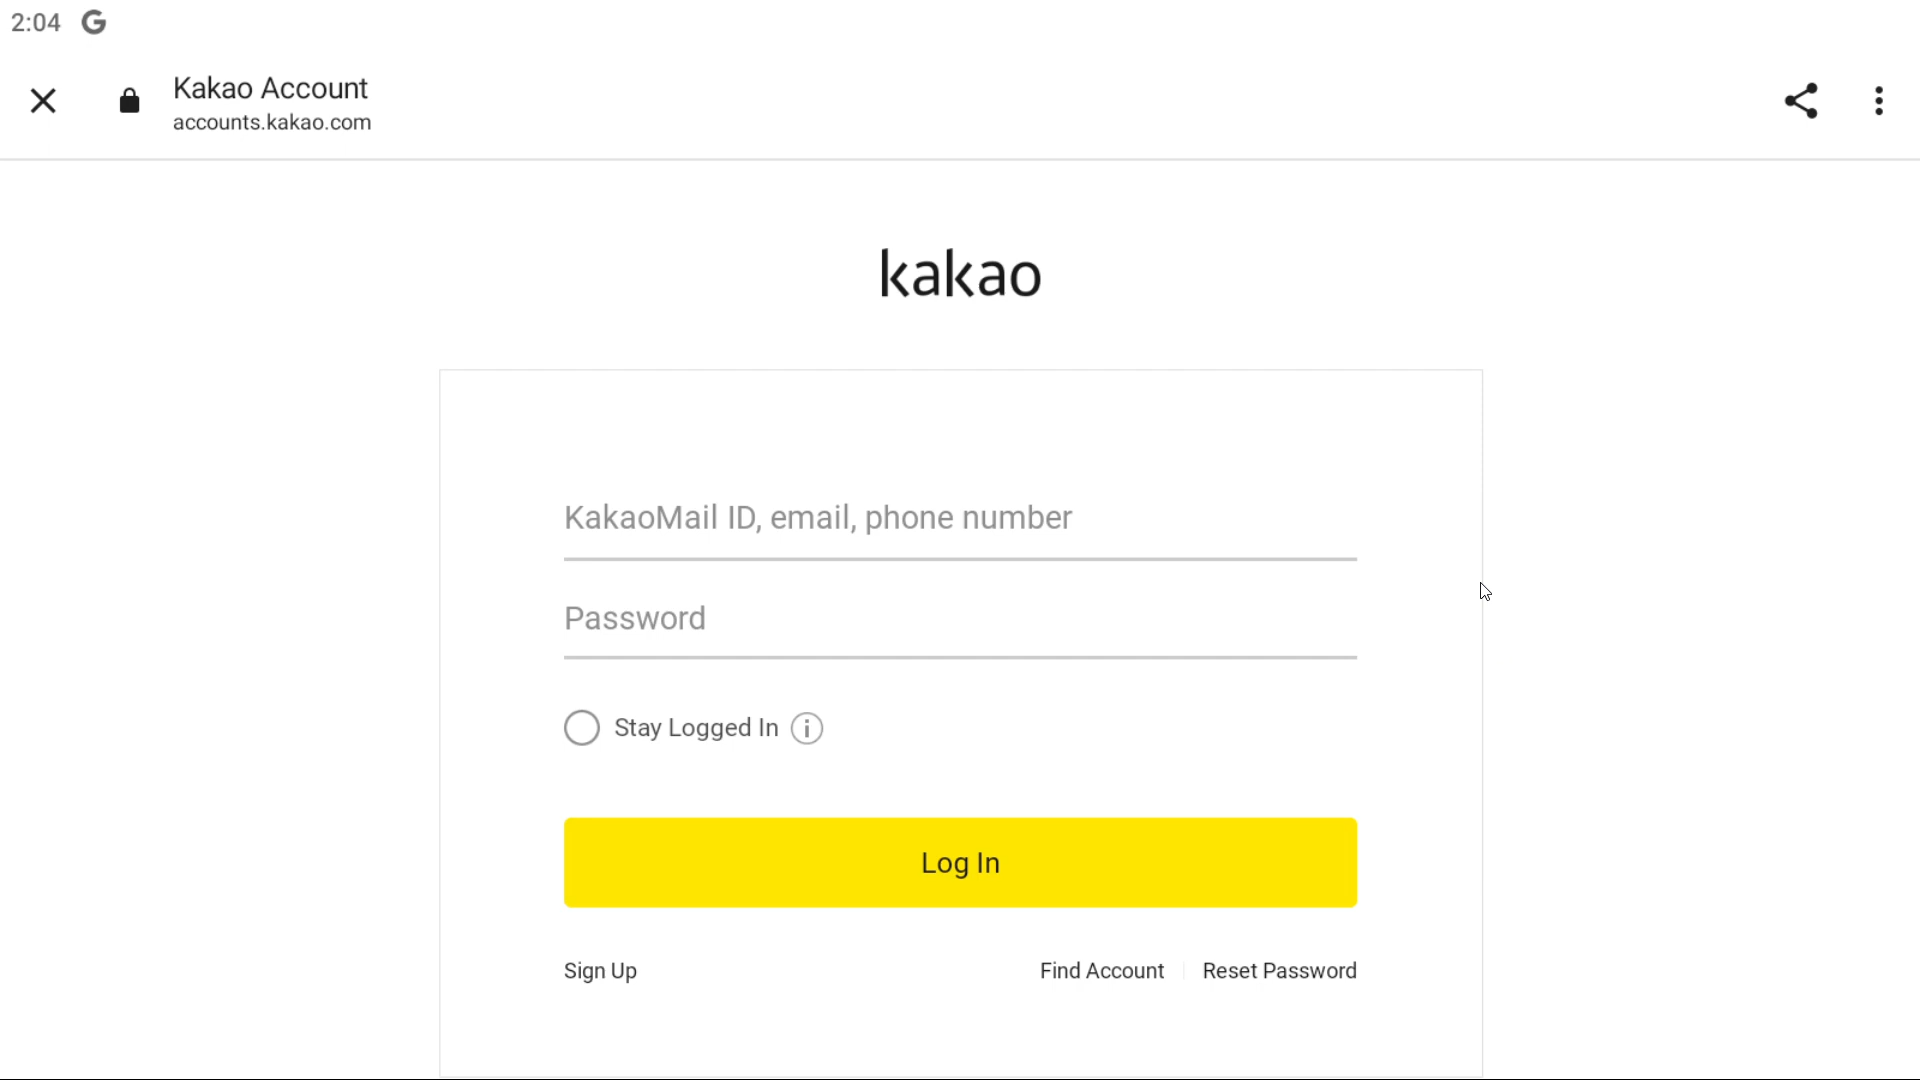 2:04 G
Kakao Account
accounts.kakao.com
kakao
KakaoMail ID, email, phone number
Password
Stay Logged In i
Log In
Sign Up Find Account Reset Password